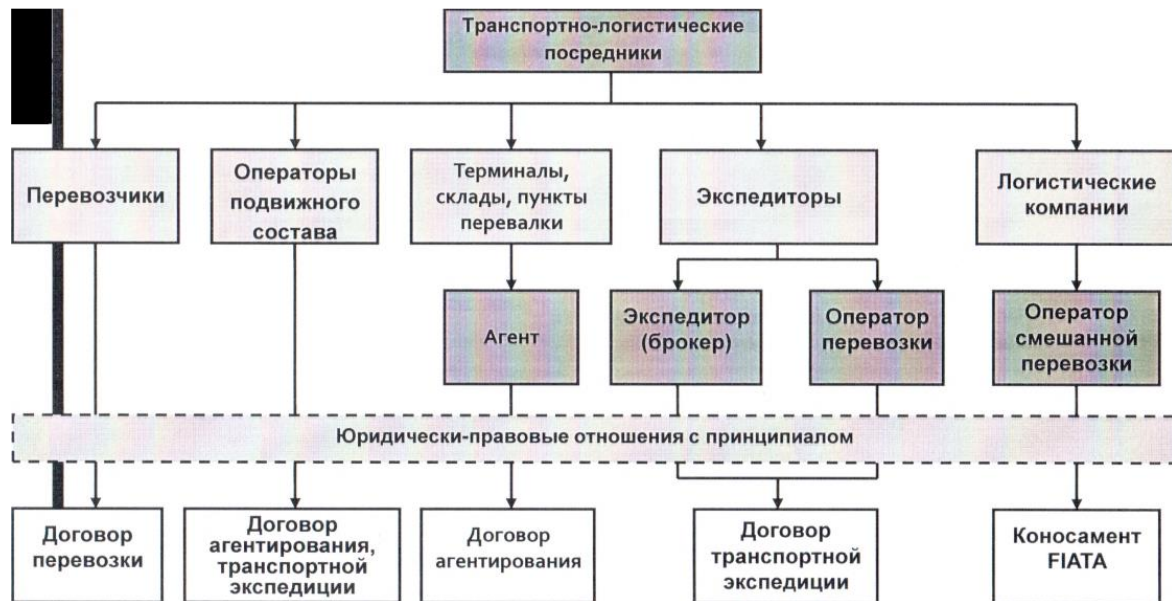 Транспортно-логистические
посредники
Перевозчики
Операторы
подвижного
состава
Терминалы,
склады, пункты
перевалки
Экспедиторы
Логистические
компании
Агент
Экспедитор
(брокер)
Оператор
перевозки
Оператор
смешанной
перевозки
Юридически-правовые отношения с принципиалом
Договор
перевозки
Договор
агентирования,
транспортной
экспедиции
Договор
агентирования
Договор
транспортной
экспедиции
Коносамент
FIATA